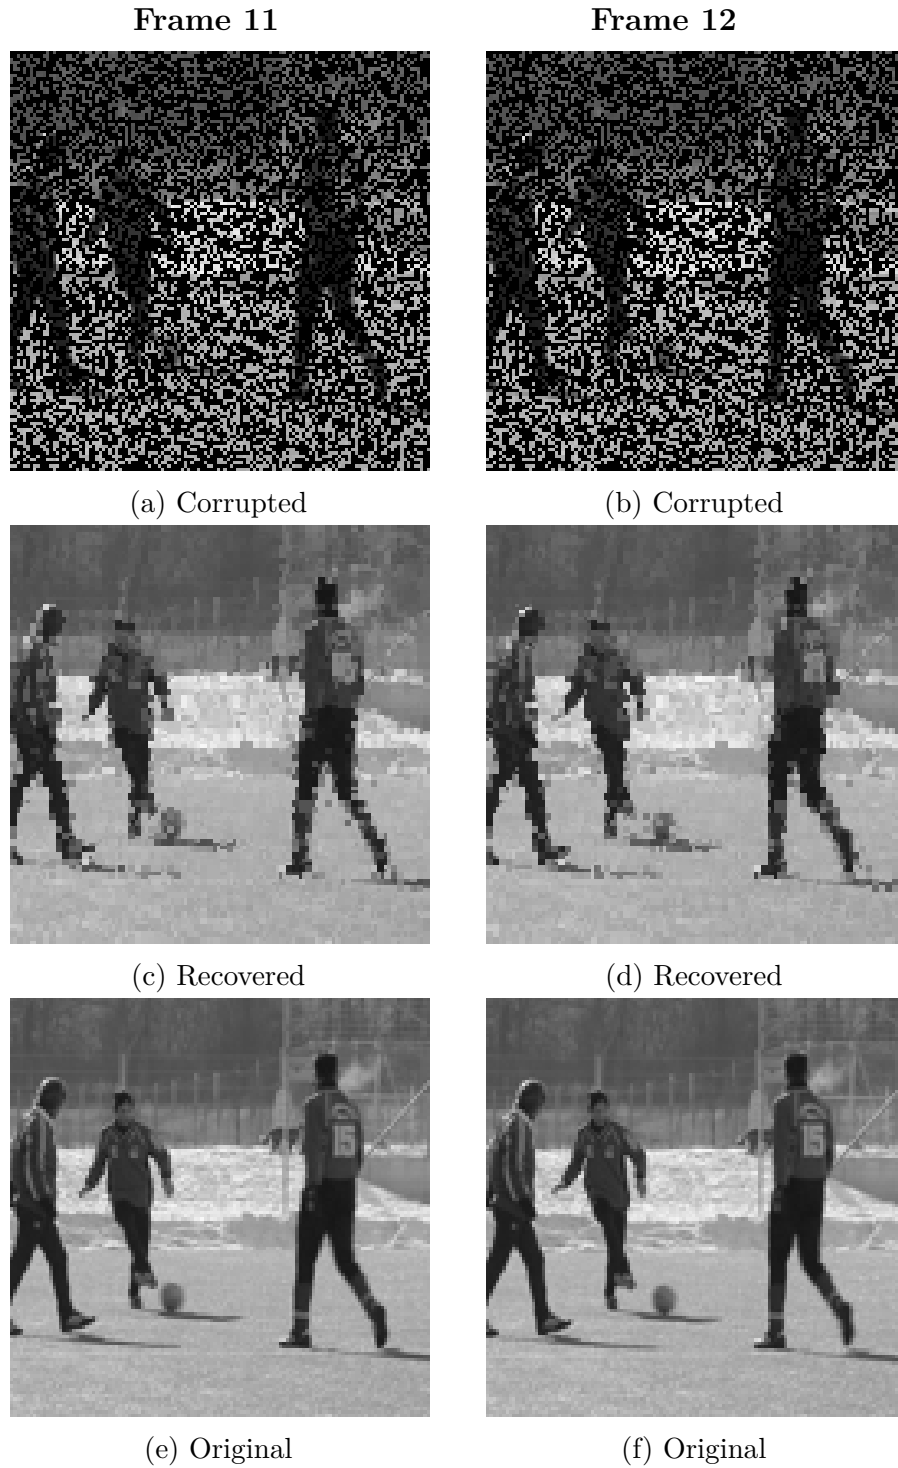 Frame 11
Frame 12
(a) Corrupted
(b) Corrupted
(c) Recovered
(d) Recovered
(e) Original
(f) Original